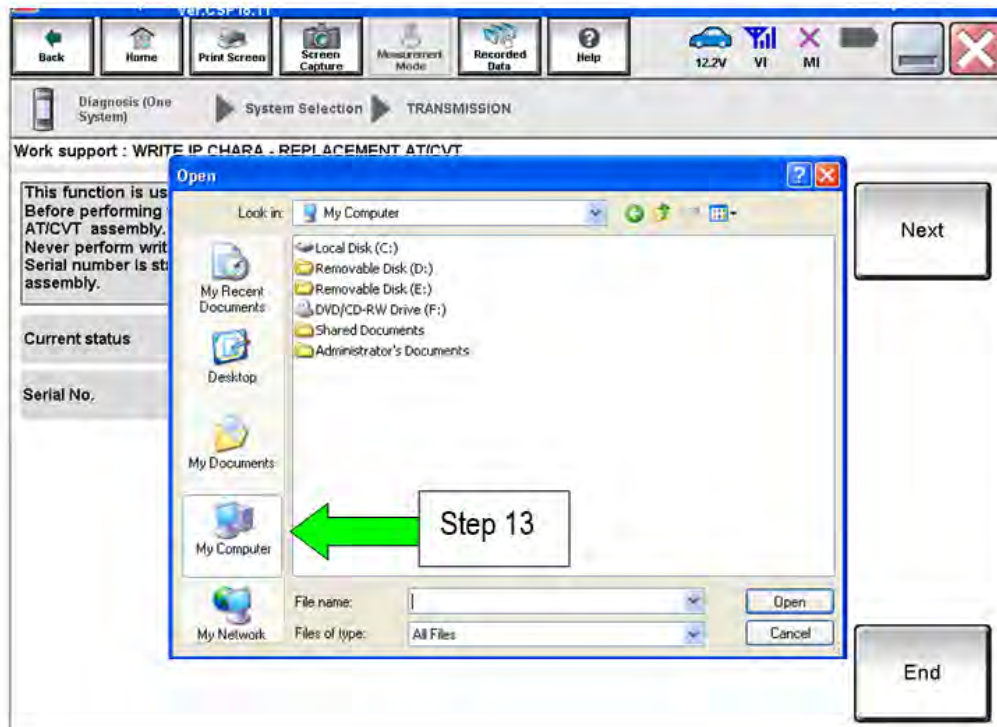 Ver.CSP16.11
Back
Home
Print Screen
Screen Capture
Measurement Mode
Recorded Data
Help
12.2V
VI
MI
Diagnosis (One System)
System Selection
TRANSMISSION
Work support : WRITE IP CHARA - REPLACEMENT AT/CVT
This function is us
Before performing
AT/CVT assembly.
Never perform writ
Serial number is sta
assembly.
Current status
Serial No.
Next
End
Open
Look in:
My Computer
My Recent Documents
Desktop
My Documents
My Computer
My Network
Local Disk (C:)
Removable Disk (D:)
Removable Disk (E:)
DVD/CD-RW Drive (F:)
Shared Documents
Administrator's Documents
Step 13
File name:
Open
Files of type:
All Files
Cancel